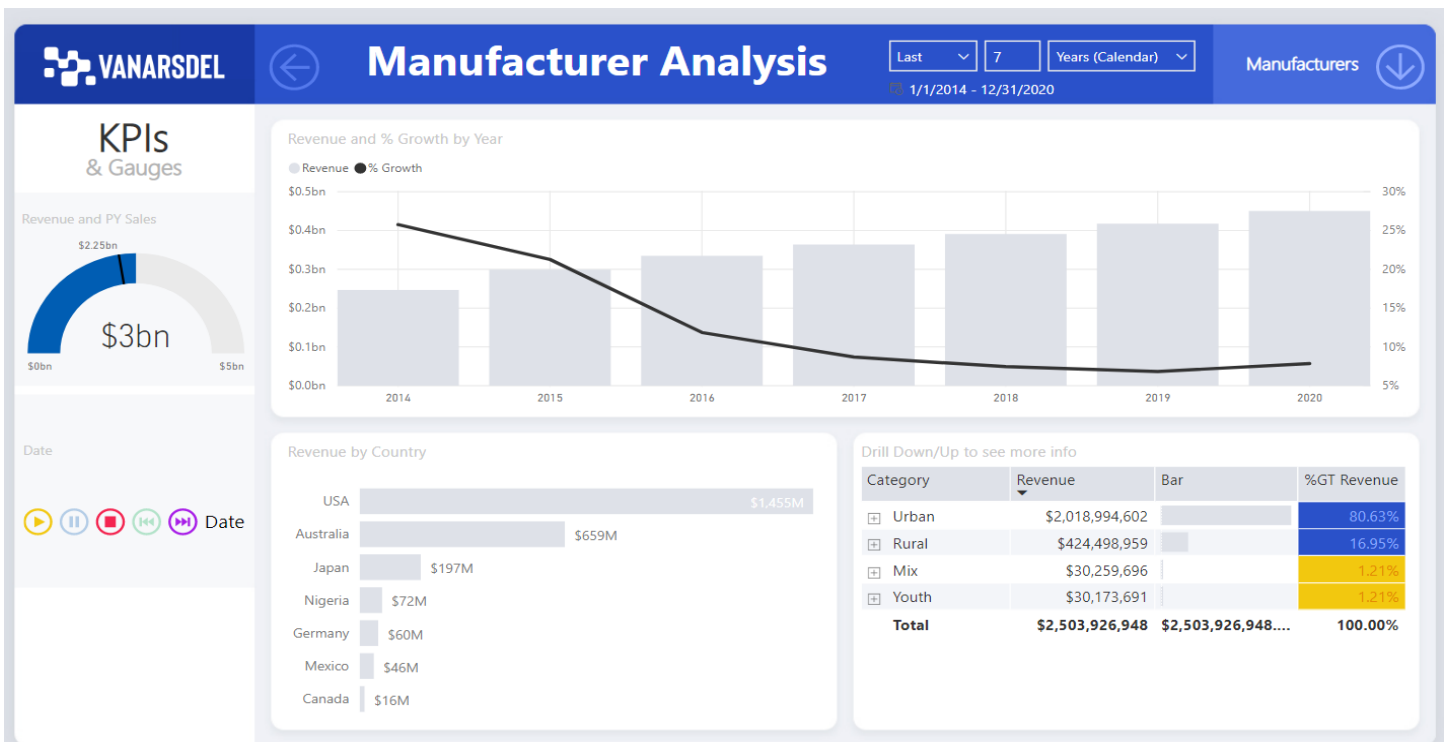 VANARSDEL
Manufacturer Analysis
Last
7
Years (Calendar)
1/1/2014 - 12/31/2020
Manufacturers
KPIs
& Gauges
Revenue and PY Sales
$2.25bn
$3bn
$0bn
$5bn
Date
Date
Revenue and % Growth by Year
Revenue
% Growth
$0.5bn
$0.4bn
$0.3bn
$0.2bn
$0.1bn
$0.0bn
30%
25%
20%
15%
10%
5%
2014 2015 2016 2017 2018 2019 2020
Revenue by Country
USA $1,455M
Australia $659M
Japan $197M
Nigeria $72M
Germany $60M
Mexico $46M
Canada $16M
Drill Down/Up to see more info
Category Revenue Bar %GT Revenue
Urban $2,018,994,602 80.63%
Rural $424,498,959 16.95%
Mix $30,259,696 1.21%
Youth $30,173,691 1.21%
Total $2,503,926,948 $2,503,926,948.... 100.00%